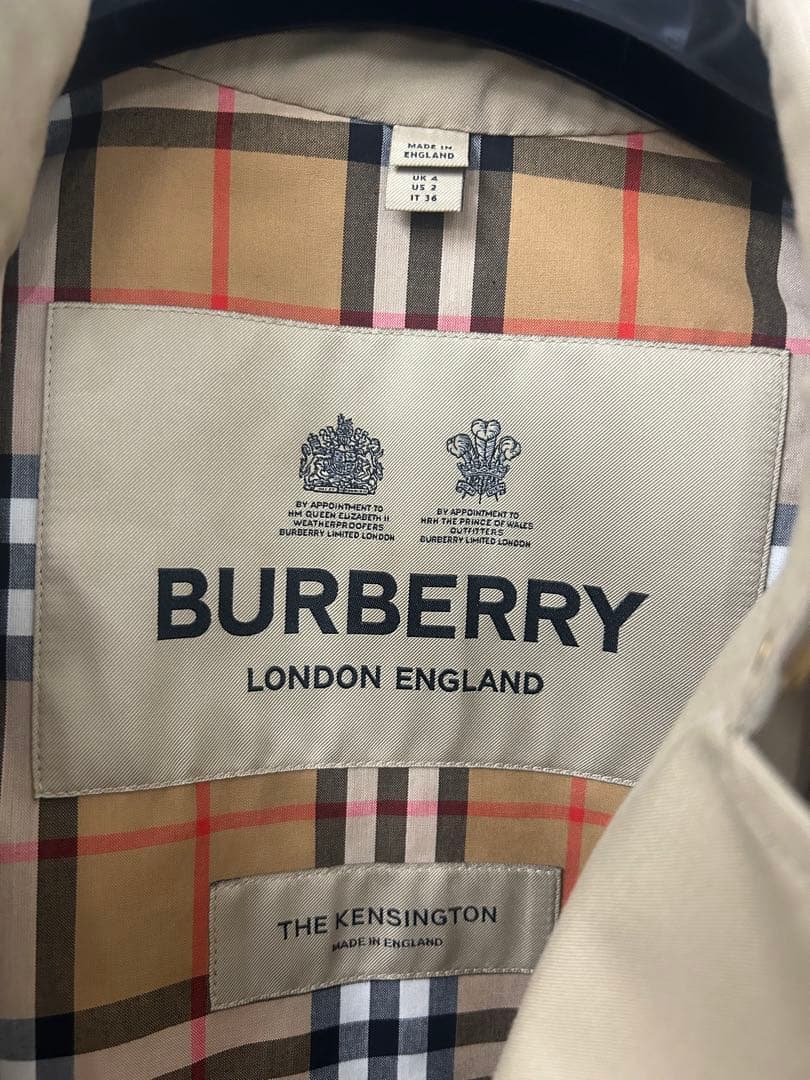 MADE IN
ENGLAND
UK 4
US 2
IT 36
BY APPOINTMENT TO
HM QUEEN ELIZABETH II
WEATHERPROOFERS
BURBERRY LIMITED LONDON
BY APPOINTMENT TO
HRH THE PRINCE OF WALES
OUTFITTERS
BURBERRY LIMITED LONDON
BURBERRY
LONDON ENGLAND
THE KENSINGTON
MADE IN ENGLAND